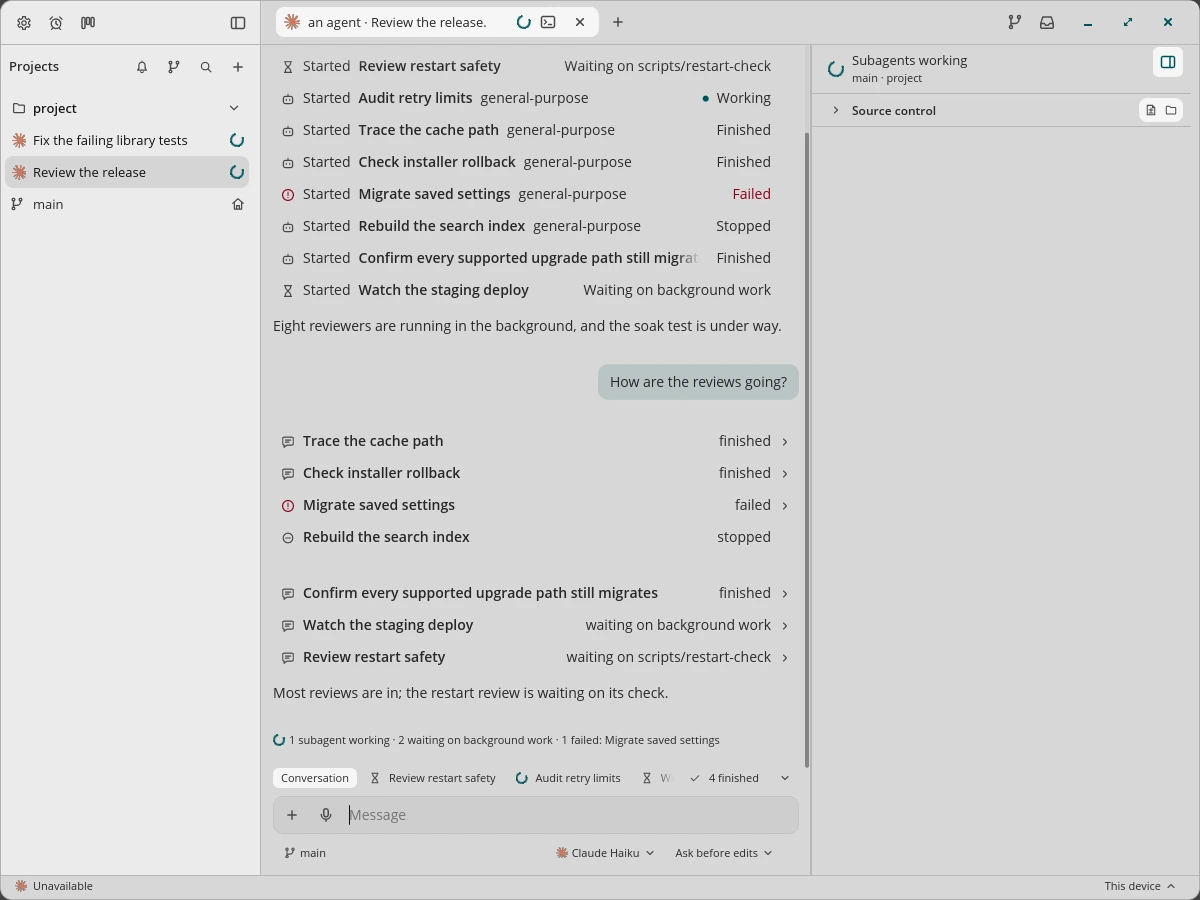 an agent · Review the release.
Projects
project
Fix the failing library tests
Review the release
main
Started Review restart safety Waiting on scripts/restart-check
Started Audit retry limits general-purpose Working
Started Trace the cache path general-purpose Finished
Started Check installer rollback general-purpose Finished
Started Migrate saved settings general-purpose Failed
Started Rebuild the search index general-purpose Stopped
Started Confirm every supported upgrade path still migrat Finished
Started Watch the staging deploy Waiting on background work
Eight reviewers are running in the background, and the soak test is under way.
How are the reviews going?
Trace the cache path finished
Check installer rollback finished
Migrate saved settings failed
Rebuild the search index stopped
Confirm every supported upgrade path still migrates finished
Watch the staging deploy waiting on background work
Review restart safety waiting on scripts/restart-check
Most reviews are in; the restart review is waiting on its check.
1 subagent working · 2 waiting on background work · 1 failed: Migrate saved settings
Conversation Review restart safety Audit retry limits 4 finished
Message
main Claude Haiku Ask before edits
Subagents working
main · project
Source control
Unavailable This device